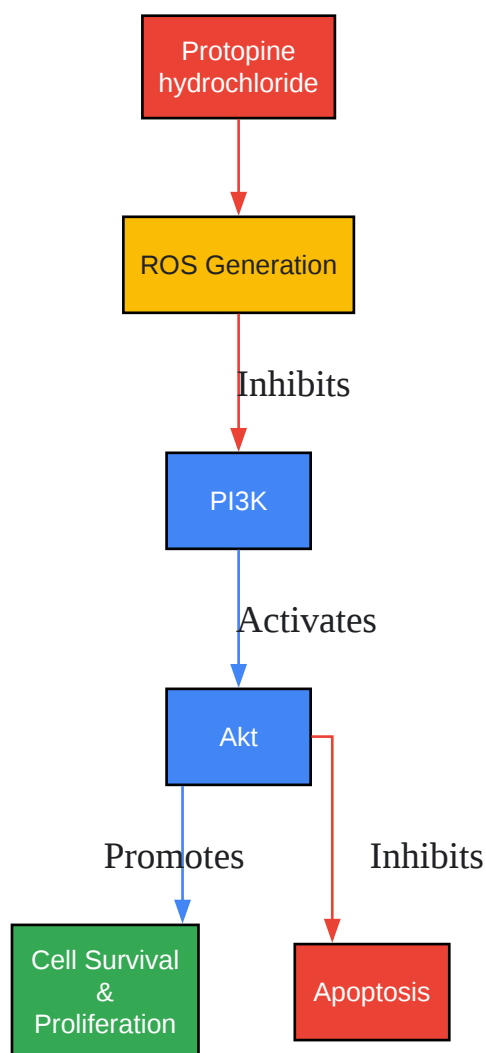 Protopine
hydrochloride
ROS Generation
Inhibits
PI3K
Activates
Akt
Promotes
Inhibits
Cell Survival
&
Proliferation
Apoptosis